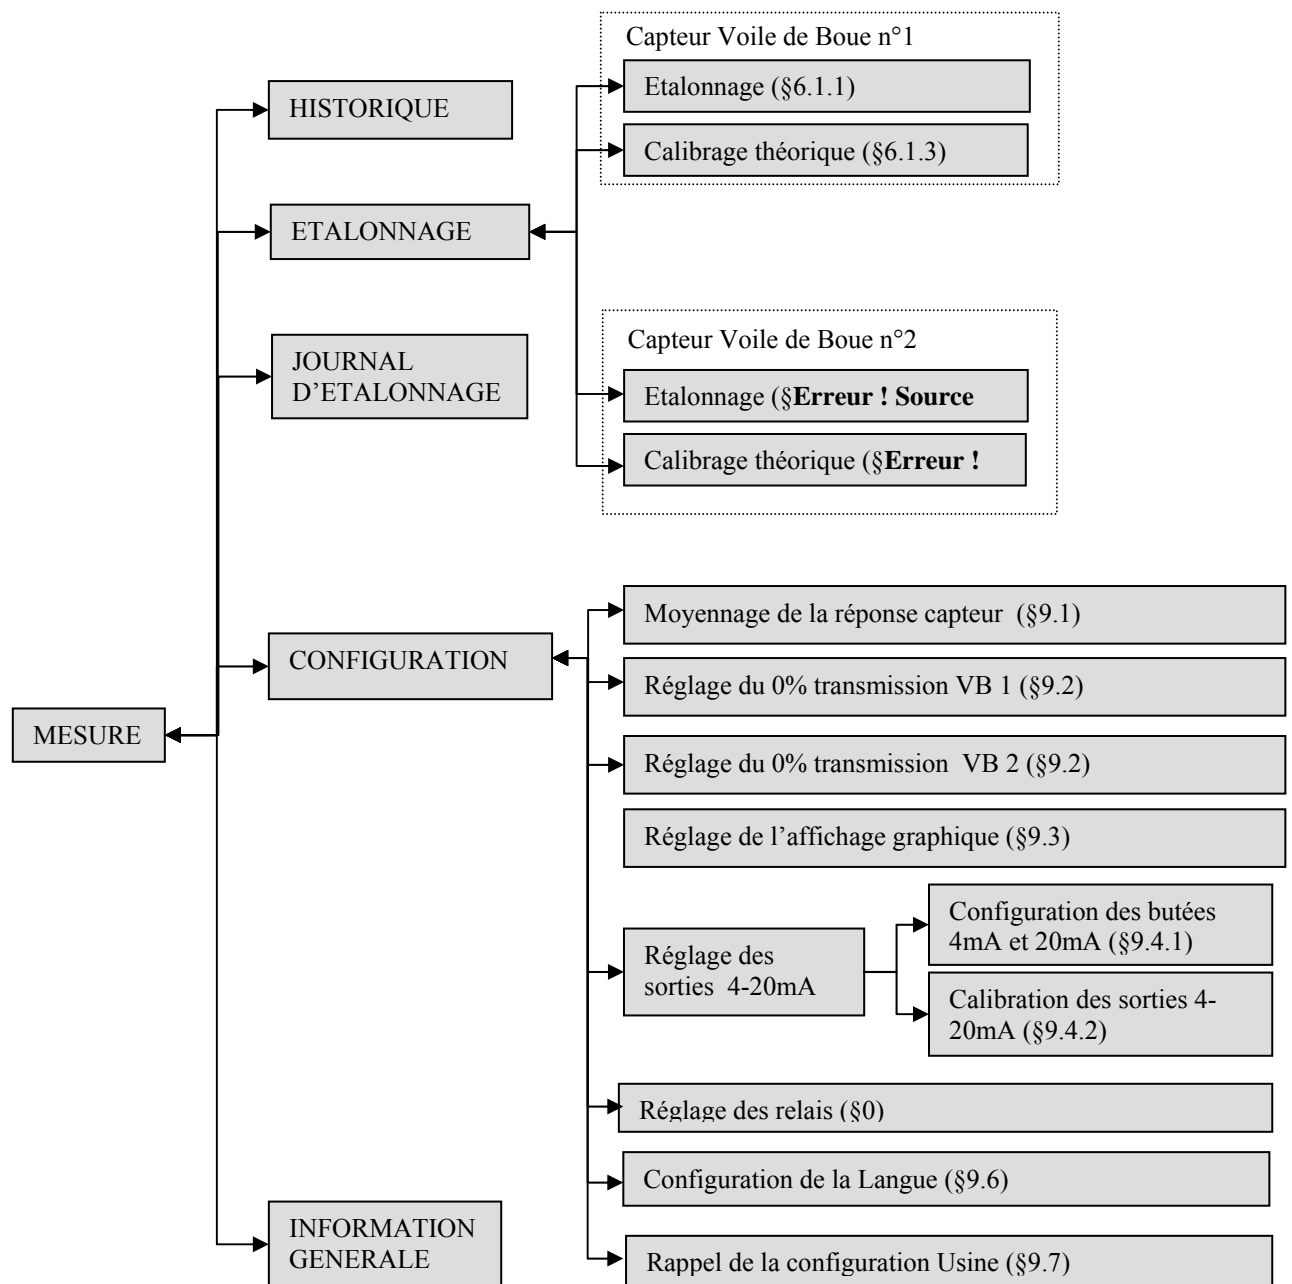 Capteur Voile de Boue n°1
Etalonnage (§6.1.1)
Calibrage théorique (§6.1.3)
HISTORIQUE
ETALONNAGE
JOURNAL
D’ETALONNAGE
Capteur Voile de Boue n°2
Etalonnage (§Erreur ! Source
Calibrage théorique (§Erreur !
MESURE
CONFIGURATION
Moyennage de la réponse capteur (§9.1)
Réglage du 0% transmission VB 1 (§9.2)
Réglage du 0% transmission VB 2 (§9.2)
Réglage de l’affichage graphique (§9.3)
Réglage des
sorties 4-20mA
Configuration des butées
4mA et 20mA (§9.4.1)
Calibration des sorties 4-
20mA (§9.4.2)
Réglage des relais (§0)
Configuration de la Langue (§9.6)
Rappel de la configuration Usine (§9.7)
INFORMATION
GENERALE